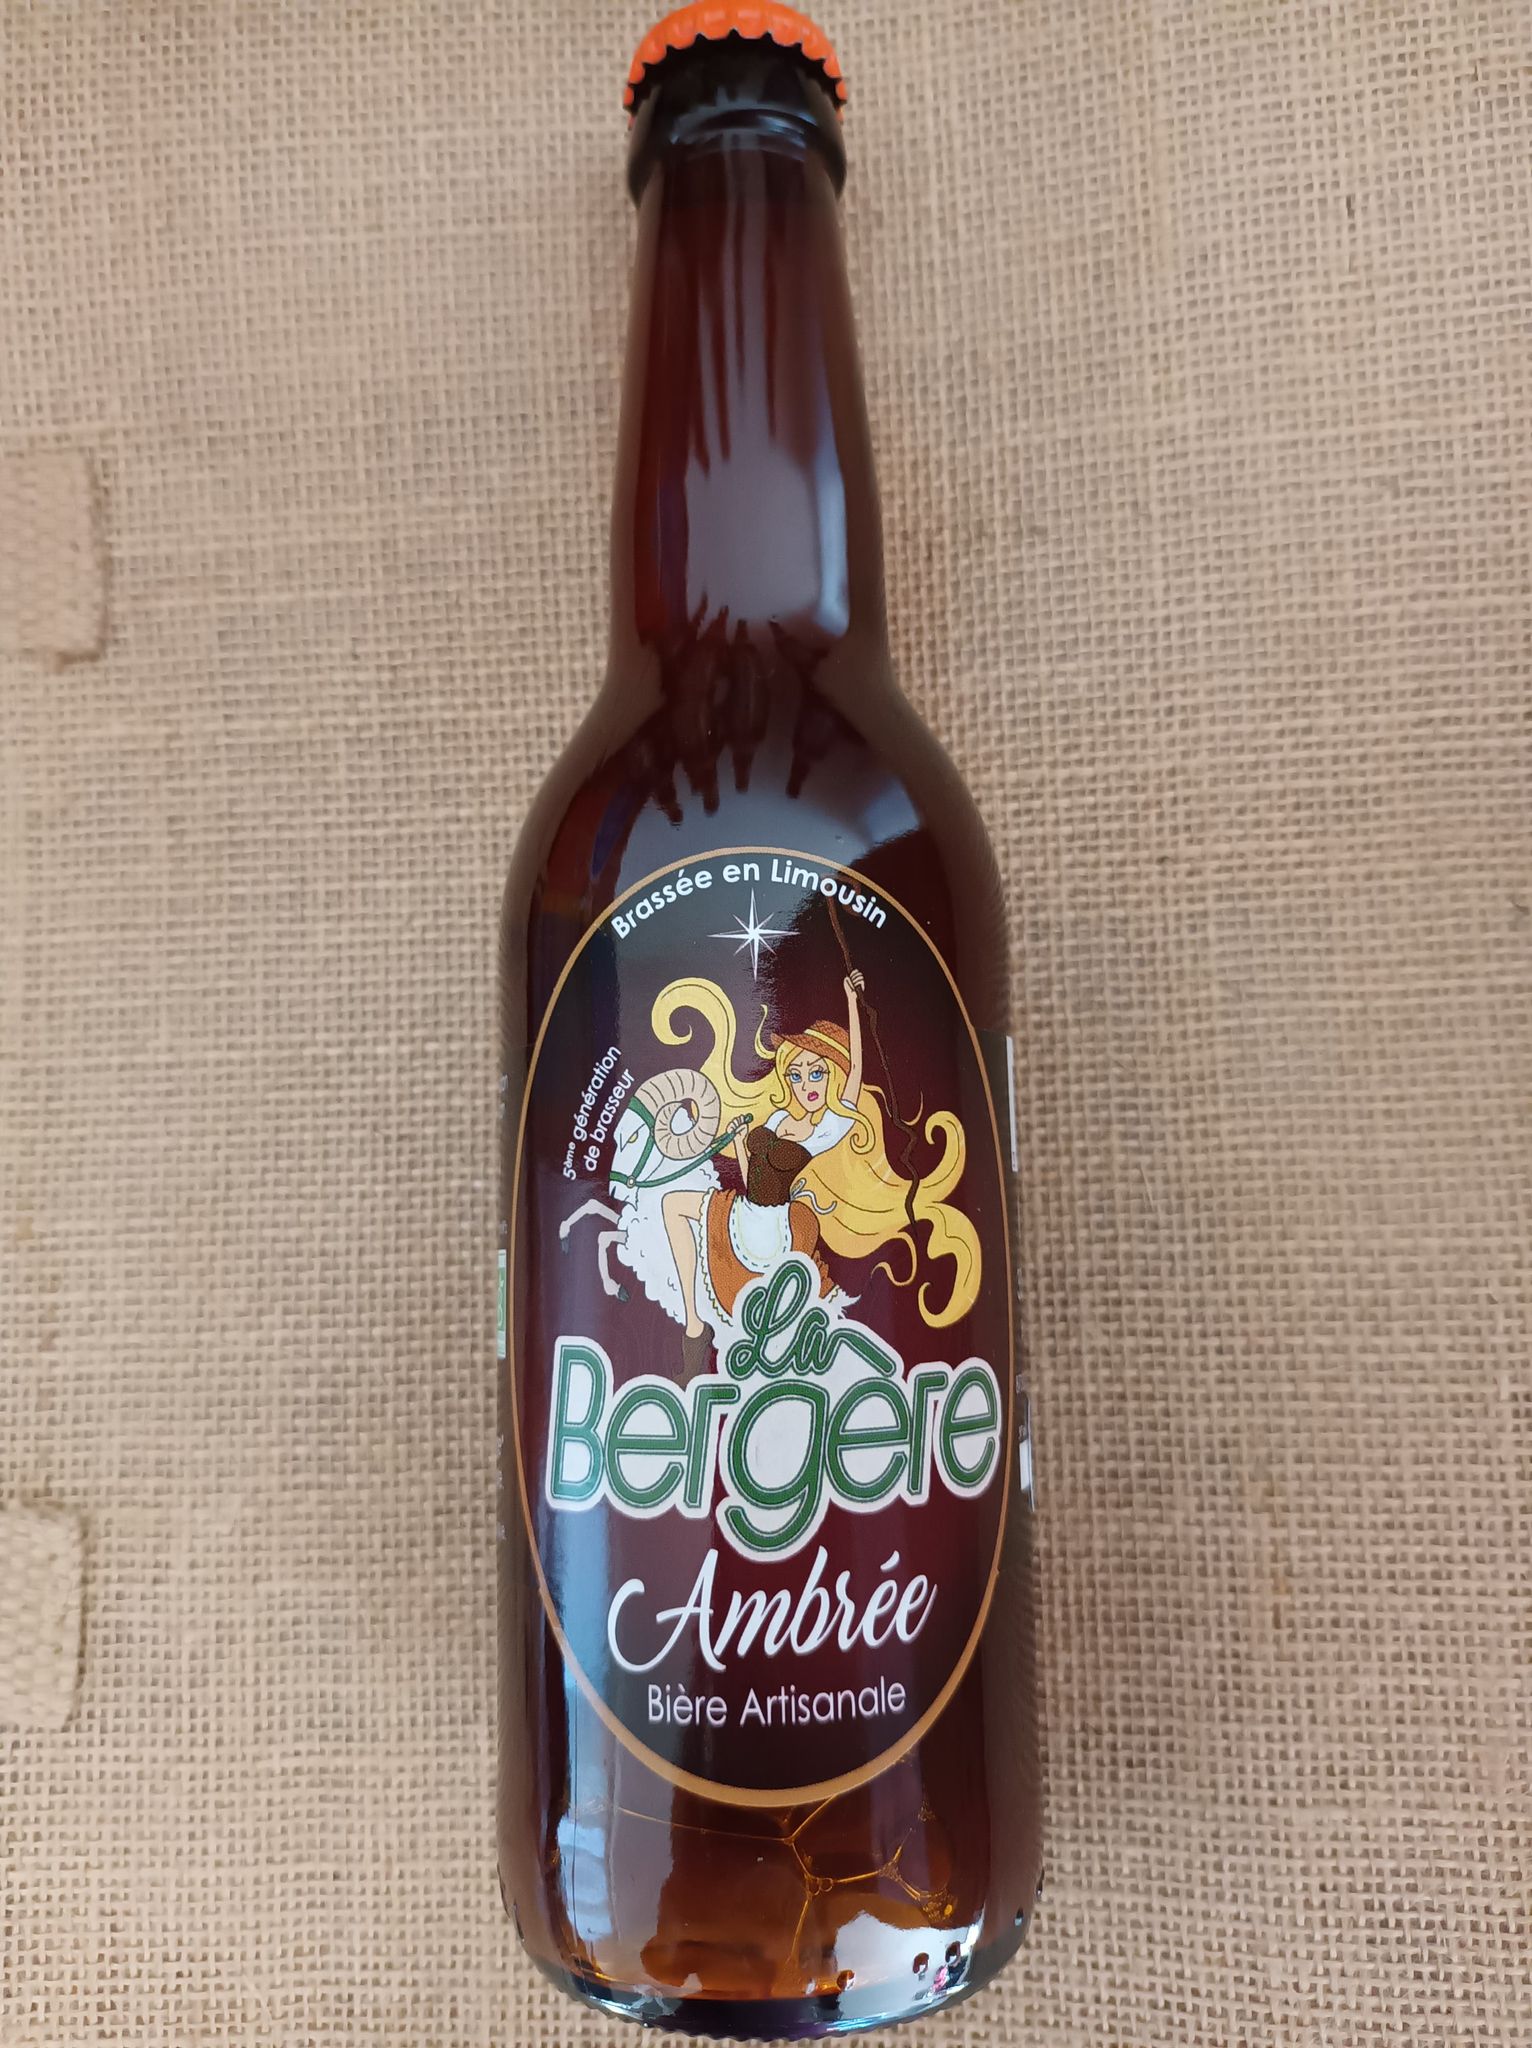 Brassée en Limousin
5ème génération
de brasseur
La
Bergère
Ambrée
Bière Artisanale